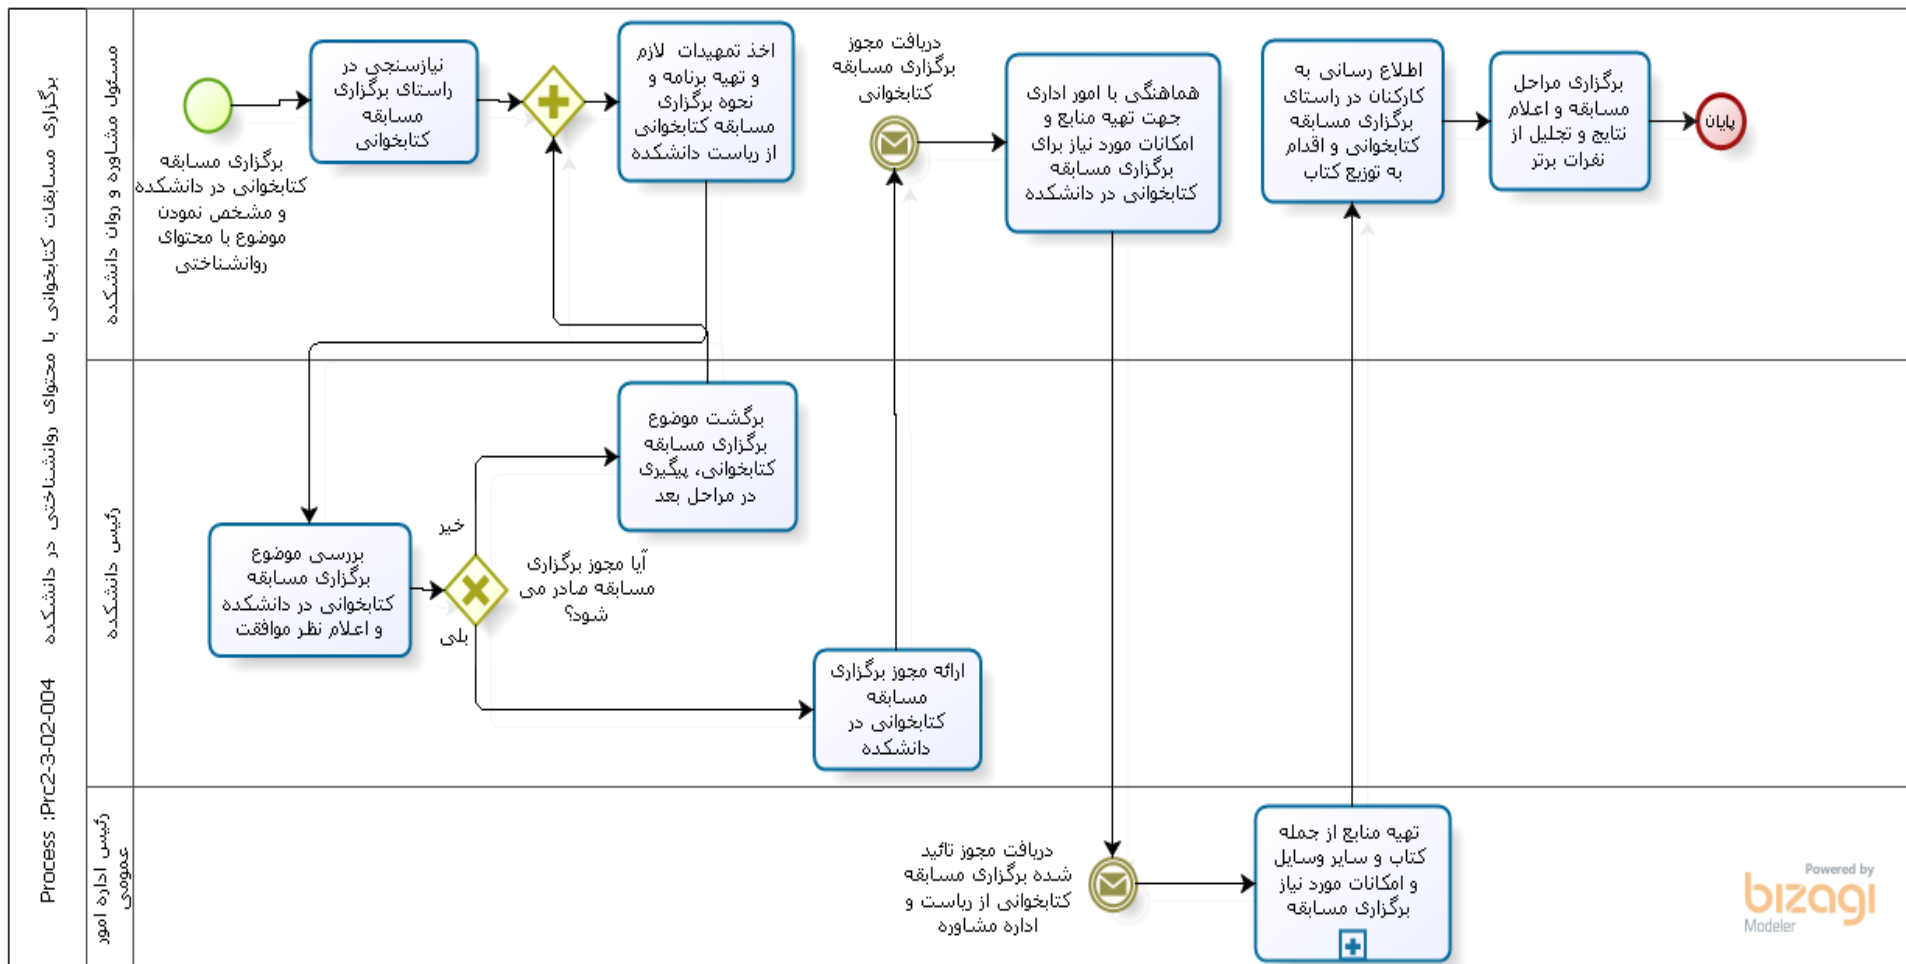 برگزاری مسابقات کتابخوانی با محتوای روانشناختی در دانشکده
Process :Prc2-3-02-004
مسئول مشاوره و روان دانشکده
برگزاری مسابقه
کتابخوانی در دانشکده
و مشخص نمودن
موضوع با محتوای
روانشناختی
نیازسنجی در
راستای برگزاری
مسابقه
کتابخوانی
اخذ تمهیدات لازم
و تهیه برنامه و
نحوه برگزاری
مسابقه کتابخوانی
از ریاست دانشکده
دریافت مجوز
برگزاری مسابقه
کتابخوانی
هماهنگی با امور اداری
جهت تهیه منابع و
امکانات مورد نیاز برای
برگزاری مسابقه
کتابخوانی در دانشکده
اطلاع رسانی به
کارکنان در راستای
برگزاری مسابقه
کتابخوانی و اقدام
به توزیع کتاب
برگزاری مراحل
مسابقه و اعلام
نتایج و تجلیل از
نفرات برتر
پایان
رئیس دانشکده
بررسی موضوع
برگزاری مسابقه
کتابخوانی در دانشکده
و اعلام نظر موافقت
خیر
بلی
آیا مجوز برگزاری
مسابقه صادر می
شود؟
برگشت موضوع
برگزاری مسابقه
کتابخوانی، پیگیری
در مراحل بعد
ارائه مجوز برگزاری
مسابقه
کتابخوانی در
دانشکده
رئیس اداره امور
عمومی
دریافت مجوز تائید
شده برگزاری مسابقه
کتابخوانی از ریاست و
اداره مشاوره
تهیه منابع از جمله
کتاب و سایر وسایل
و امکانات مورد نیاز
برگزاری مسابقه
Powered by
bizagi
Modeler